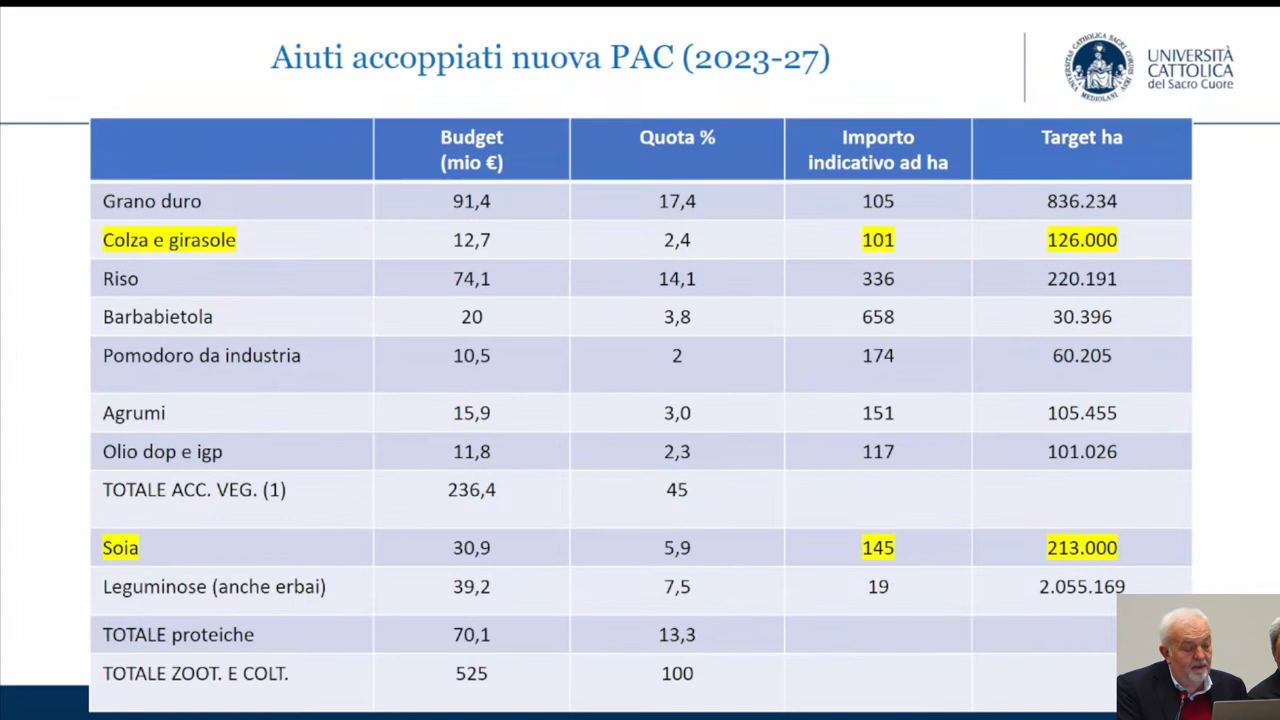 Aiuti accoppiati nuova PAC (2023-27)
UNIVERSITÀ
CATTOLICA
del Sacro Cuore
Budget (mio €) Quota % Importo indicativo ad ha Target ha
Grano duro 91,4 17,4 105 836.234
Colza e girasole 12,7 2,4 101 126.000
Riso 74,1 14,1 336 220.191
Barbabietola 20 3,8 658 30.396
Pomodoro da industria 10,5 2 174 60.205
Agrumi 15,9 3,0 151 105.455
Olio dop e igp 11,8 2,3 117 101.026
TOTALE ACC. VEG. (1) 236,4 45
Soia 30,9 5,9 145 213.000
Leguminose (anche erbai) 39,2 7,5 19 2.055.169
TOTALE proteiche 70,1 13,3
TOTALE ZOOT. E COLT. 525 100